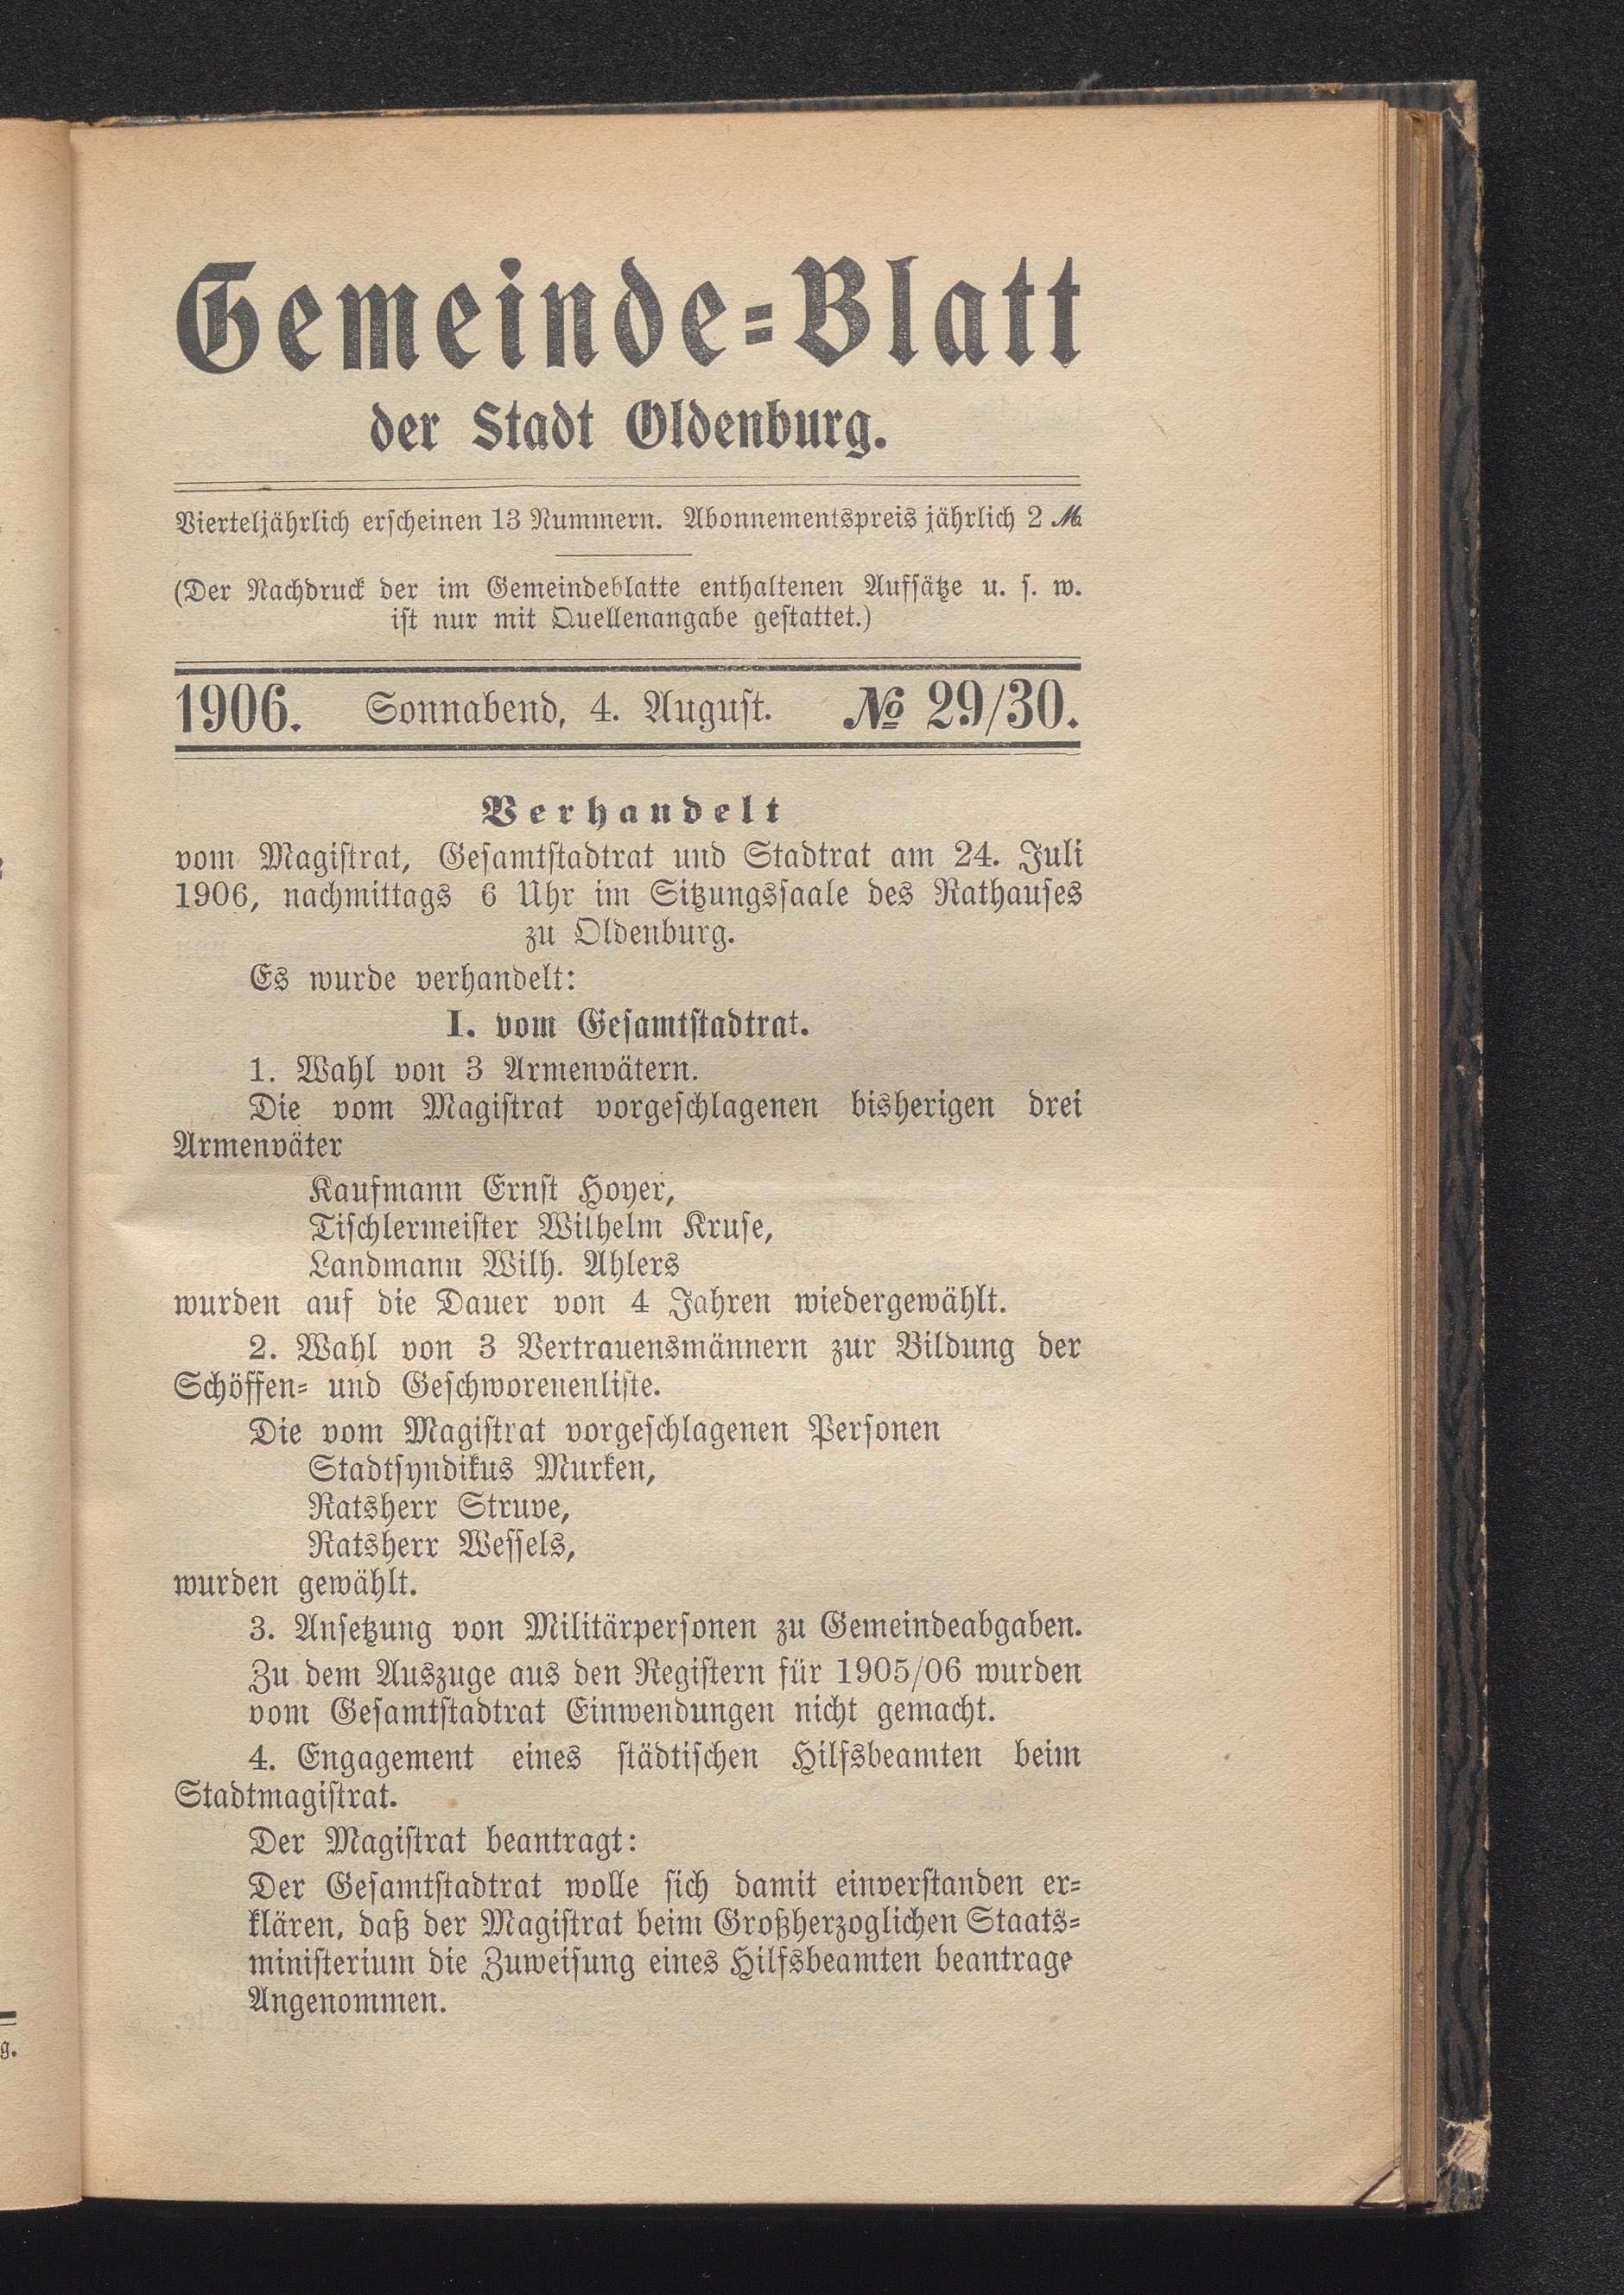 Gemeinde-Blatt
der Stadt Oldenburg.
Vierteljährlich erscheinen 13 Nummern. Abonnementspreis jährlich 2 ℳ.
(Der Nachdruck der im Gemeindeblatte enthaltenen Aufsätze u. s. w.
ist nur mit Quellenangabe gestattet.)
1906. Sonnabend, 4. August. № 29/30.
Verhandelt
vom Magistrat, Gesamtstadtrat und Stadtrat am 24. Juli
1906, nachmittags 6 Uhr im Sitzungssaale des Rathauses
zu Oldenburg.
Es wurde verhandelt:
I. vom Gesamtstadtrat.
1. Wahl von 3 Armenvätern.
Die vom Magistrat vorgeschlagenen bisherigen drei
Armenväter
Kaufmann Ernst Hoyer,
Tischlermeister Wilhelm Kruse,
Landmann Wilh. Ahlers
wurden auf die Dauer von 4 Jahren wiedergewählt.
2. Wahl von 3 Vertrauensmännern zur Bildung der
Schöffen- und Geschworenenliste.
Die vom Magistrat vorgeschlagenen Personen
Stadtsyndikus Murken,
Ratsherr Struve,
Ratsherr Wessels,
wurden gewählt.
3. Ansetzung von Militärpersonen zu Gemeindeabgaben.
Zu dem Auszuge aus den Registern für 1905/06 wurden
vom Gesamtstadtrat Einwendungen nicht gemacht.
4. Engagement eines städtischen Hilfsbeamten beim
Stadtmagistrat.
Der Magistrat beantragt:
Der Gesamtstadtrat wolle sich damit einverstanden er-
klären, daß der Magistrat beim Großherzoglichen Staats-
ministerium die Zuweisung eines Hilfsbeamten beantrage
Angenommen.
g.